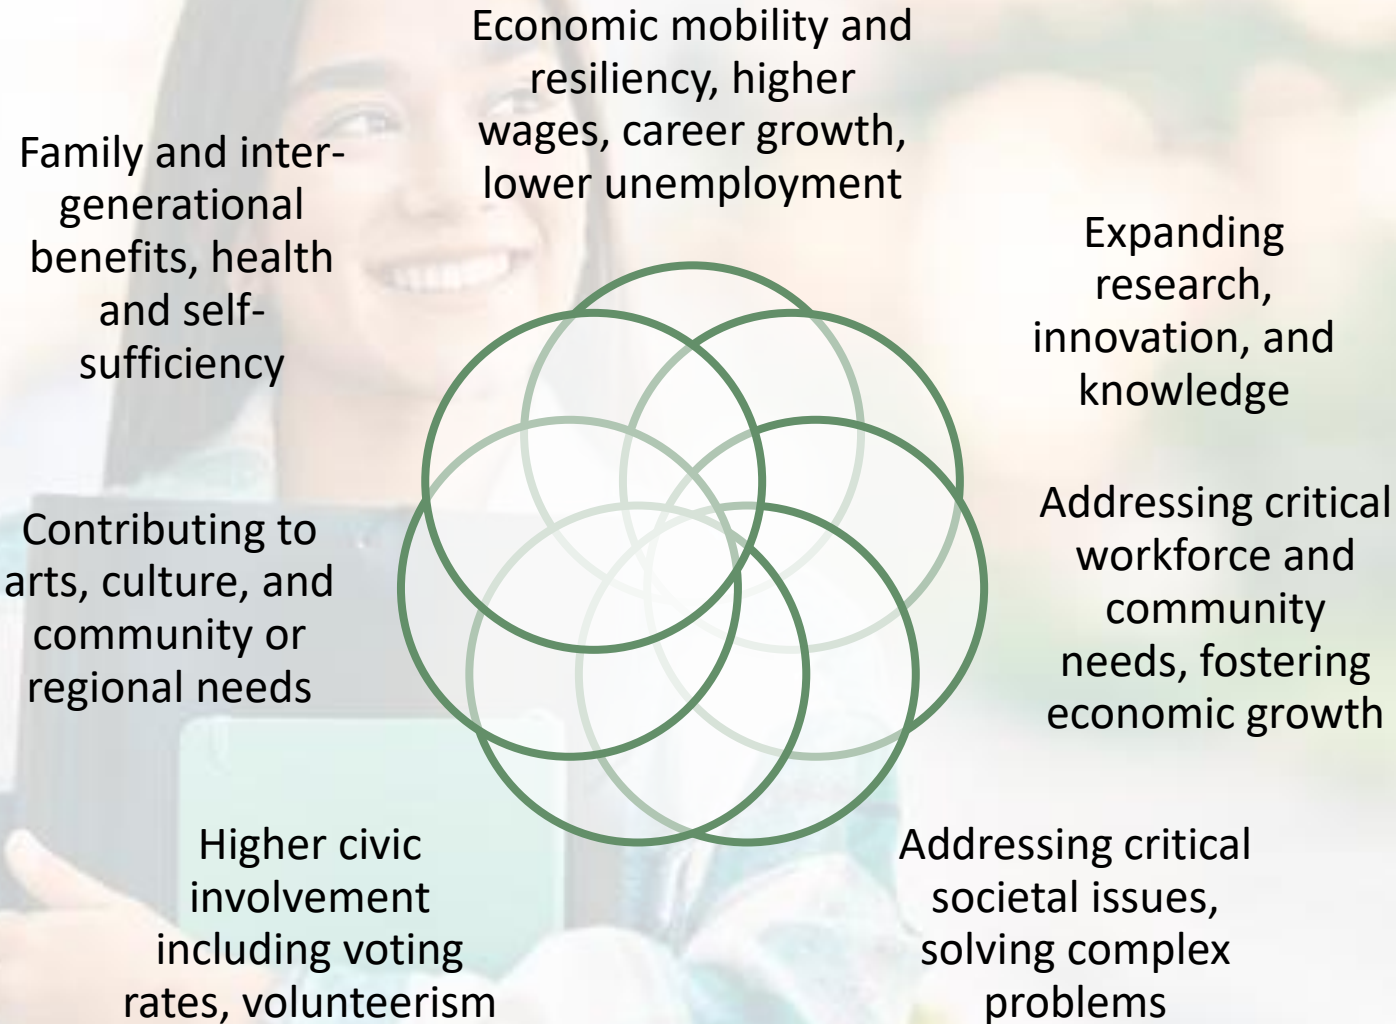 Economic mobility and
resiliency, higher
wages, career growth,
lower unemployment
Expanding
research,
innovation, and
knowledge
Addressing critical
workforce and
community
needs, fostering
economic growth
Addressing critical
societal issues,
solving complex
problems
Higher civic
involvement
including voting
rates, volunteerism
Contributing to
arts, culture, and
community or
regional needs
Family and inter-
generational
benefits, health
and self-
sufficiency